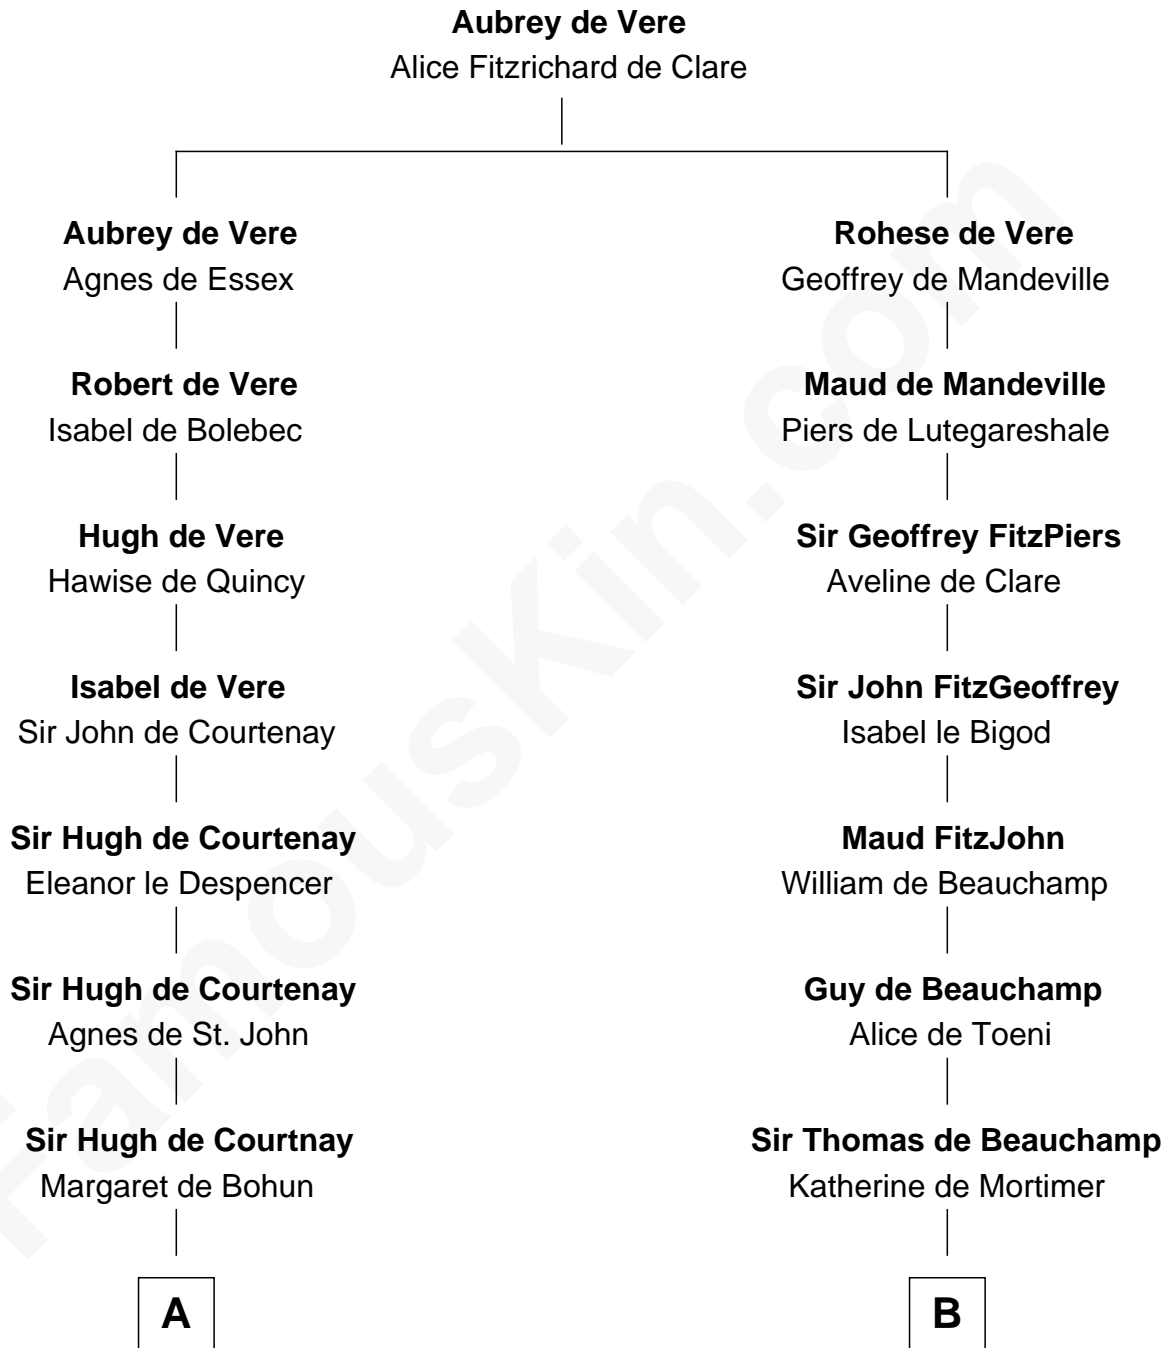 Aubrey de Vere
Alice Fitzrichard de Clare
Aubrey de Vere
Agnes de Essex
Robert de Vere
Isabel de Bolebec
Hugh de Vere
Hawise de Quincy
Isabel de Vere
Sir John de Courtenay
Sir Hugh de Courtenay
Eleanor le Despencer
Sir Hugh de Courtenay
Agnes de St. John
Sir Hugh de Courtnay
Margaret de Bohun
A
Rohese de Vere
Geoffrey de Mandeville
Maud de Mandeville
Piers de Lutegareshale
Sir Geoffrey FitzPiers
Aveline de Clare
Sir John FitzGeoffrey
Isabel le Bigod
Maud FitzJohn
William de Beauchamp
Guy de Beauchamp
Alice de Toeni
Sir Thomas de Beauchamp
Katherine de Mortimer
B
FamousKin.com